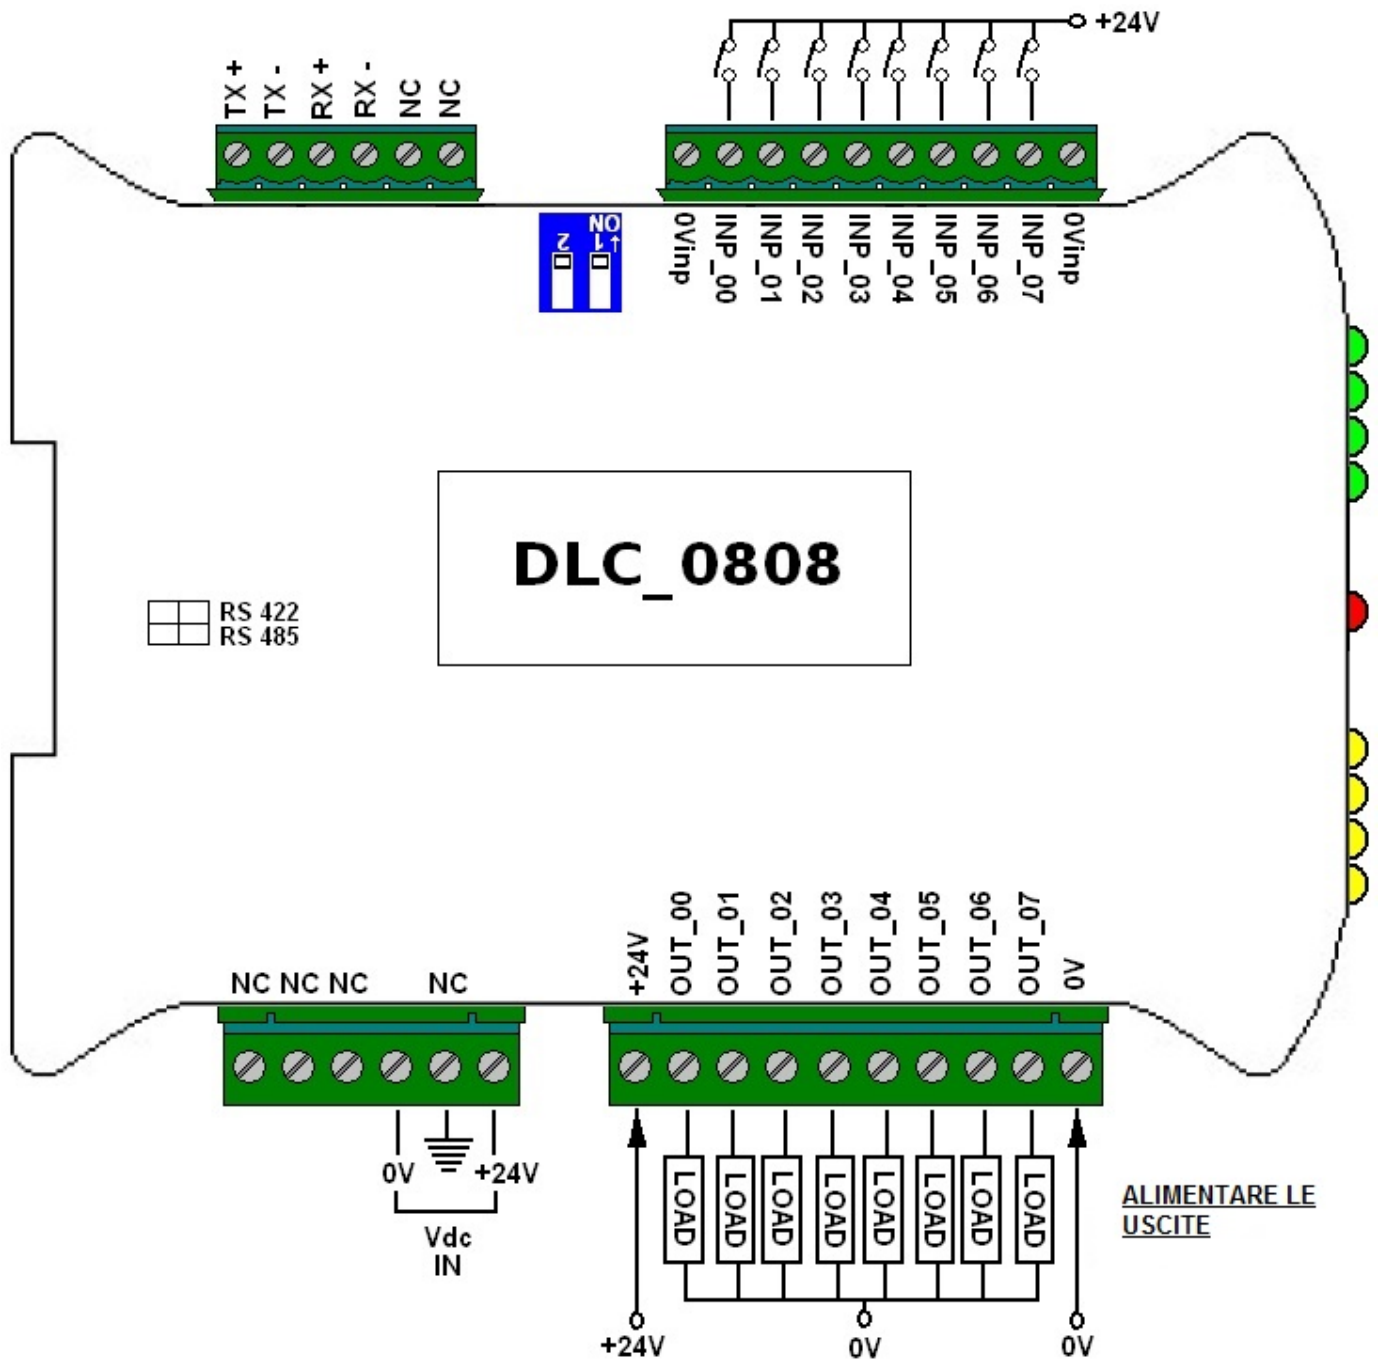 +24V
TX +
TX -
RX +
RX -
NC
NC
ON
↑
1
2
0Vinp
INP_00
INP_01
INP_02
INP_03
INP_04
INP_05
INP_06
INP_07
0Vinp
DLC_0808
RS 422
RS 485
NC NC NC NC
+24V
OUT_00
OUT_01
OUT_02
OUT_03
OUT_04
OUT_05
OUT_06
OUT_07
0V
0V +24V
Vdc
IN
LOAD
LOAD
LOAD
LOAD
LOAD
LOAD
LOAD
LOAD
ALIMENTARE LE
USCITE
+24V 0V 0V